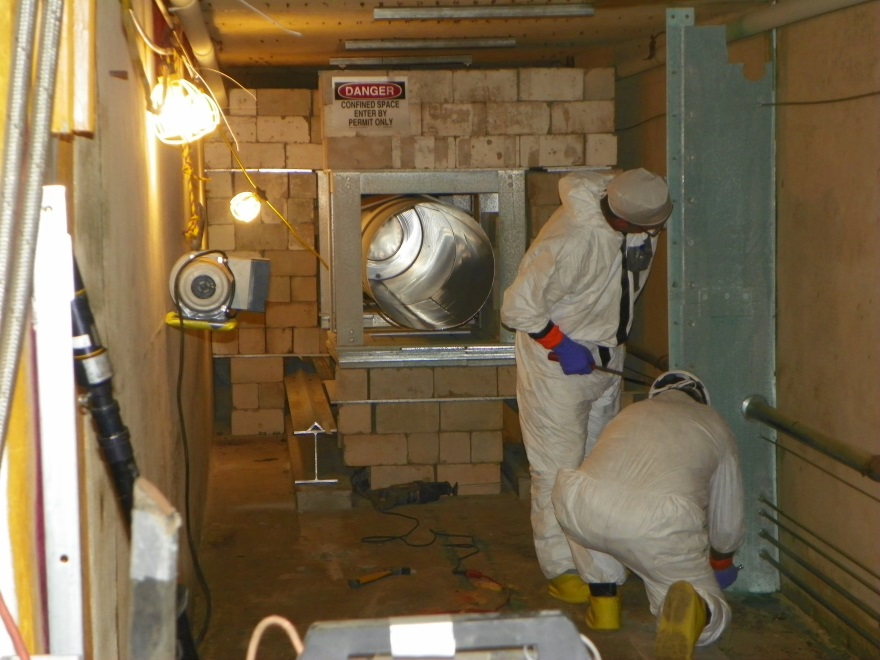 DANGER
CONFINED SPACE
ENTER BY
PERMIT ONLY